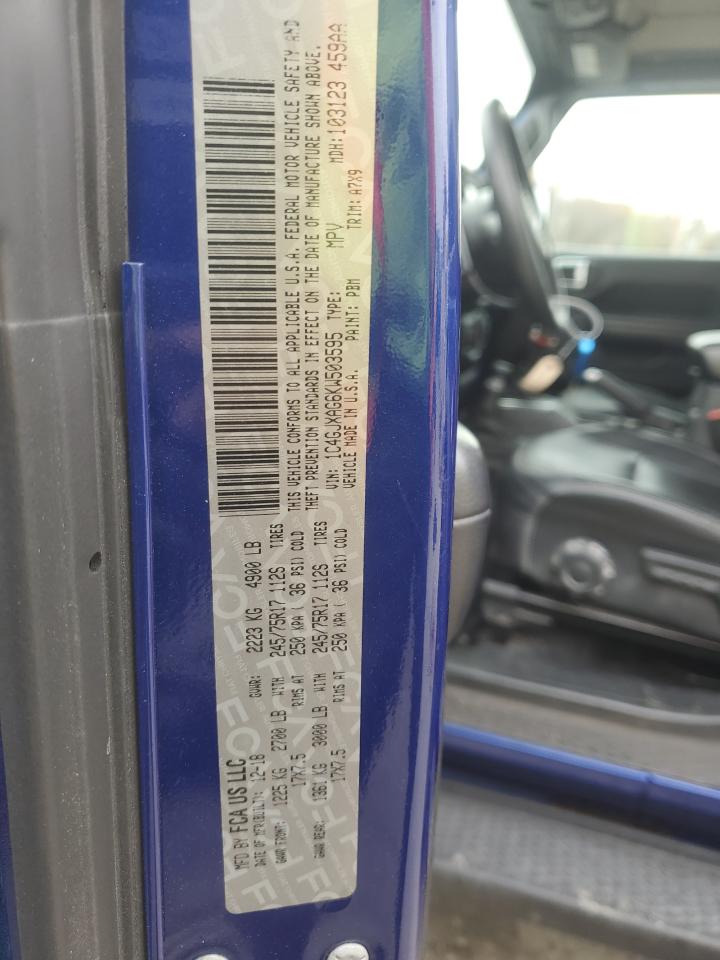 MFD BY FCA US LLC
DATE OF MFR(BUILT): 12-18 GVWR: 2223 KG 4900 LB
GAWR FRONT: 1225 KG 2700 LB WITH 245/75R17 112S TIRES
17X7.5 RIMS AT 250 KPA ( 36 PSI) COLD
GAWR REAR: 1361 KG 3000 LB WITH 245/75R17 112S TIRES
17X7.5 RIMS AT 250 KPA ( 36 PSI) COLD
THIS VEHICLE CONFORMS TO ALL APPLICABLE U.S.A. FEDERAL MOTOR VEHICLE SAFETY AND
THEFT PREVENTION STANDARDS IN EFFECT ON THE DATE OF MANUFACTURE SHOWN ABOVE.
VIN: 1C4GJXAG6KW503595 TYPE: MPV MDH: 103123 459AA
VEHICLE MADE IN U.S.A. PAINT: PBM TRIM: A7X9